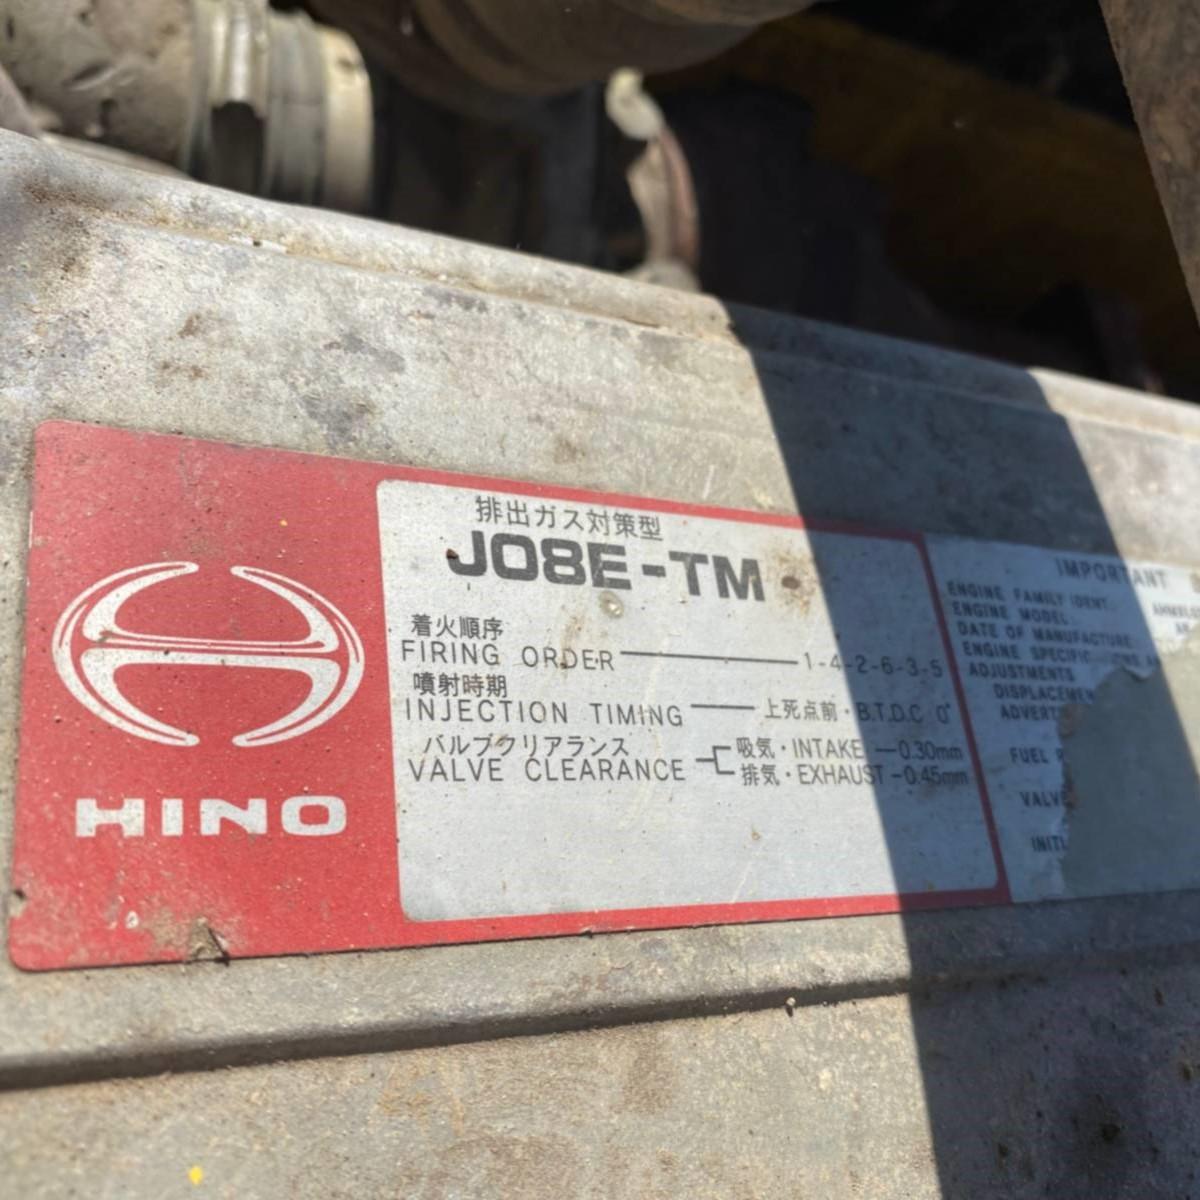 排出ガス対策型
J08E-TM
着火順序
FIRING ORDER 1-4-2-6-3-5
噴射時期
INJECTION TIMING 上死点前・B.T.D.C 0°
バルブクリアランス
VALVE CLEARANCE 吸気・INTAKE 0.30mm
排気・EXHAUST 0.45mm
HINO
IMPORTANT
ENGINE FAMILY IDENT.
ENGINE MODEL
DATE OF MANUFACTURE
ENGINE
ADJUSTMENTS
FUEL